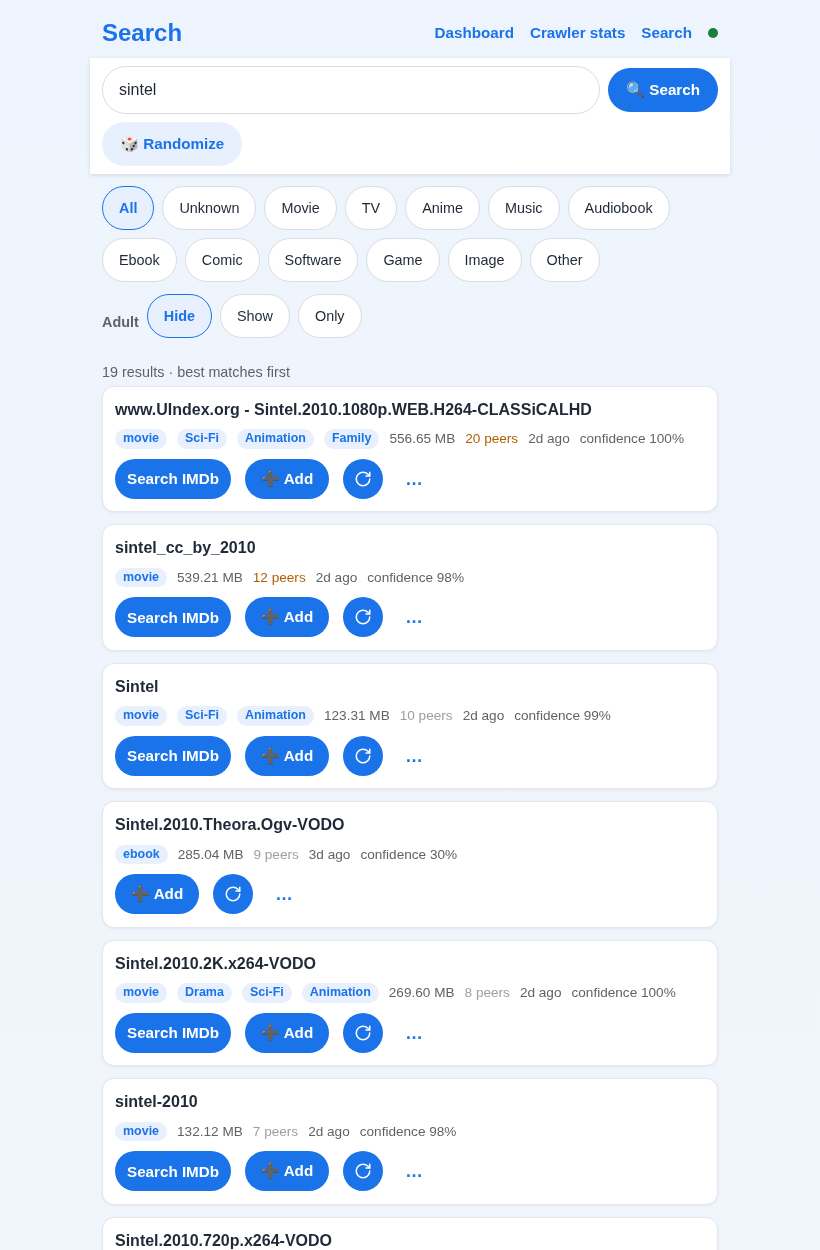 Search
Dashboard Crawler stats Search
sintel
🔍 Search
🎲 Randomize
All Unknown Movie TV Anime Music Audiobook
Ebook Comic Software Game Image Other
Adult Hide Show Only
19 results · best matches first
www.UIndex.org - Sintel.2010.1080p.WEB.H264-CLASSiCALHD
movie Sci-Fi Animation Family 556.65 MB 20 peers 2d ago confidence 100%
Search IMDb ➕ Add ...
sintel_cc_by_2010
movie 539.21 MB 12 peers 2d ago confidence 98%
Search IMDb ➕ Add ...
Sintel
movie Sci-Fi Animation 123.31 MB 10 peers 2d ago confidence 99%
Search IMDb ➕ Add ...
Sintel.2010.Theora.Ogv-VODO
ebook 285.04 MB 9 peers 3d ago confidence 30%
➕ Add ...
Sintel.2010.2K.x264-VODO
movie Drama Sci-Fi Animation 269.60 MB 8 peers 2d ago confidence 100%
Search IMDb ➕ Add ...
sintel-2010
movie 132.12 MB 7 peers 2d ago confidence 98%
Search IMDb ➕ Add ...
Sintel.2010.720p.x264-VODO